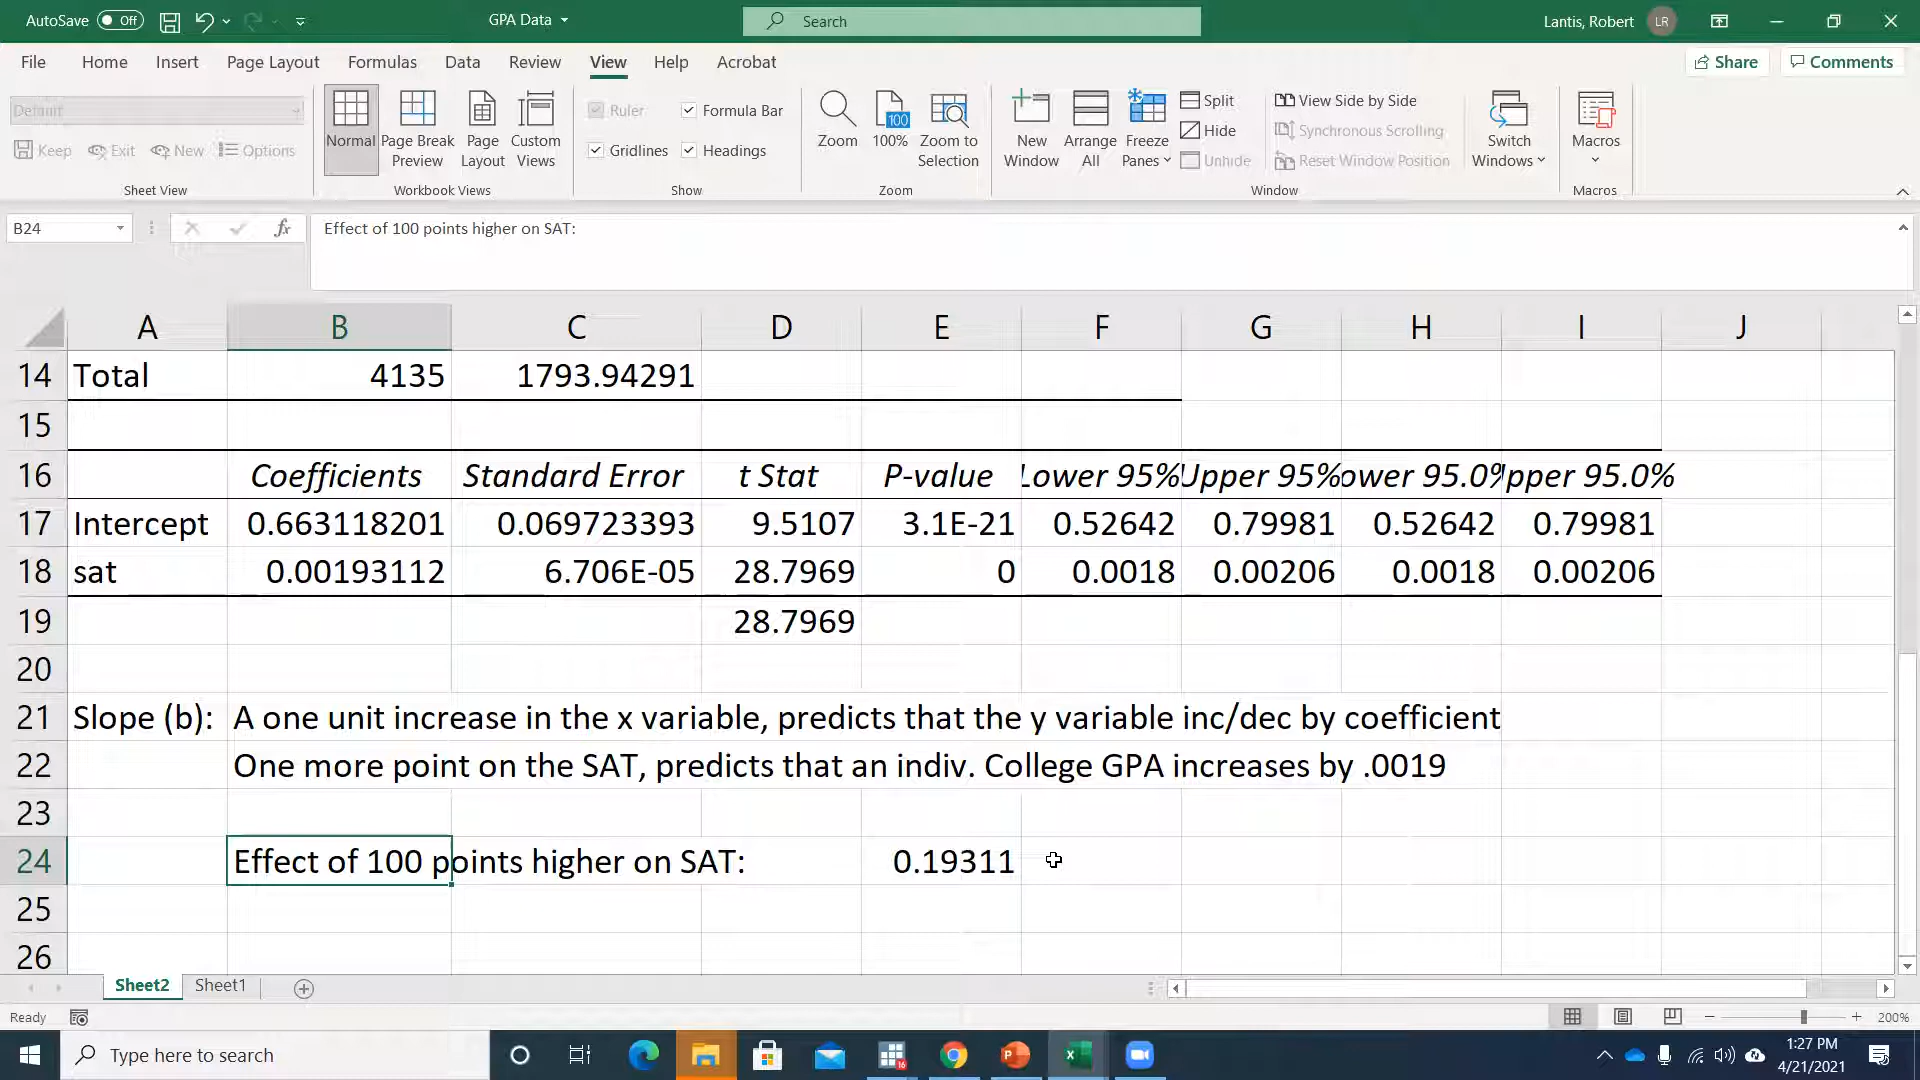 AutoSave Off
GPA Data
Search
Lantis, Robert LR
File Home Insert Page Layout Formulas Data Review View Help Acrobat
Share Comments
Default
Keep Exit New Options
Sheet View
Normal
Page Break Preview
Page Layout
Custom Views
Workbook Views
Ruler Formula Bar
Gridlines Headings
Show
Zoom
100
100%
Zoom to Selection
Zoom
New Window
Arrange All
Freeze Panes
Split
Hide
Unhide
View Side by Side
Synchronous Scrolling
Reset Window Position
Switch Windows
Window
Macros
Macros
B24 fx Effect of 100 points higher on SAT:
A B C D E F G H I J
14 Total 4135 1793.94291
15
16 Coefficients Standard Error t Stat P-value Lower 95% Upper 95% ower 95.0% pper 95.0%
17 Intercept 0.663118201 0.069723393 9.5107 3.1E-21 0.52642 0.79981 0.52642 0.79981
18 sat 0.00193112 6.706E-05 28.7969 0 0.0018 0.00206 0.0018 0.00206
19 28.7969
20
21 Slope (b): A one unit increase in the x variable, predicts that the y variable inc/dec by coefficient
22 One more point on the SAT, predicts that an indiv. College GPA increases by .0019
23
24 Effect of 100 points higher on SAT: 0.19311
25
26
Sheet2 Sheet1
Ready
200%
Type here to search
16
1:27 PM
4/21/2021